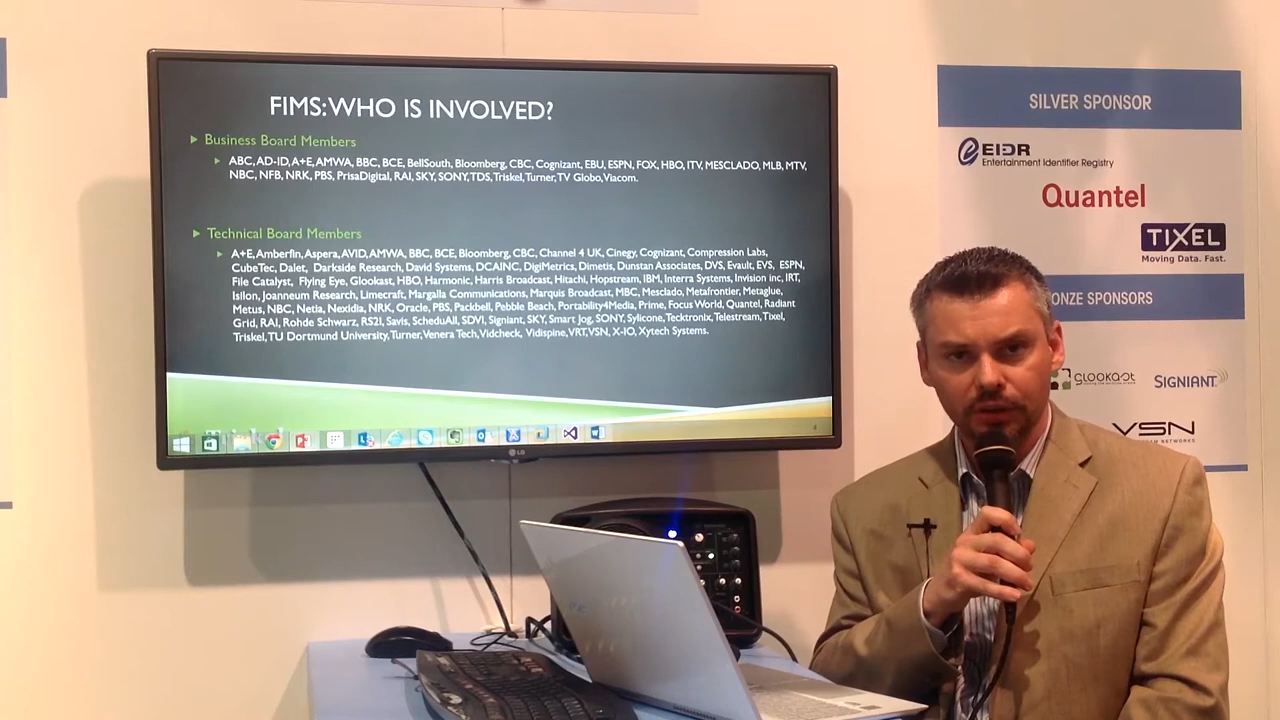 FIMS: WHO IS INVOLVED?
Business Board Members
ABC, AD-ID, A+E, AMWA, BBC, BCE, BellSouth, Bloomberg, CBC, Cognizant, EBU, ESPN, FOX, HBO, ITV, MESCLADO, MLB, MTV,
NBC, NFB, NRK, PBS, PrisaDigital, RAI, SKY, SONY, TDS, Triskel, Turner, TV Globo, Viacom.
Technical Board Members
A+E, Amberfin, Aspera, AVID, AMWA, BBC, BCE, Bloomberg, CBC, Channel 4 UK, Cinegy, Cognizant, Compression Labs,
CubeTec, Dalet, Darkside Research, David Systems, DCAINC, DigiMetrics, Dimetis, Dunstan Associates, DVS, Evault, EVS, ESPN,
File Catalyst, Flying Eye, Glookast, HBO, Harmonic, Harris Broadcast, Hitachi, Hopstream, IBM, Interra Systems, Invision inc, IRT,
Isilon, Joanneum Research, Limecraft, Margalla Communications, Marquis Broadcast, MBC, Mesclado, Metafrontier, Metaglue,
Metus, NBC, Netia, Nexidia, NRK, Oracle, PBS, Packbell, Pebble Beach, Portability4Media, Prime, Focus World, Quantel, Radiant
Grid, RAI, Rohde Schwarz, RS2I, Savis, ScheduAll, SDVI, Signiant, SKY, Smart Jog, SONY, Sylicone, Tecktronix, Telestream, Tixel,
Triskel, TU Dortmund University, Turner, Venera Tech, Vidcheck, Vidispine, VRT, VSN, X-IO, Xytech Systems.
LG
SILVER SPONSOR
EIDR
Entertainment Identifier Registry
Quantel
TIXEL
Moving Data. Fast.
ONZE SPONSORS
glookast
SIGNIANT
VSN
NETWORKS